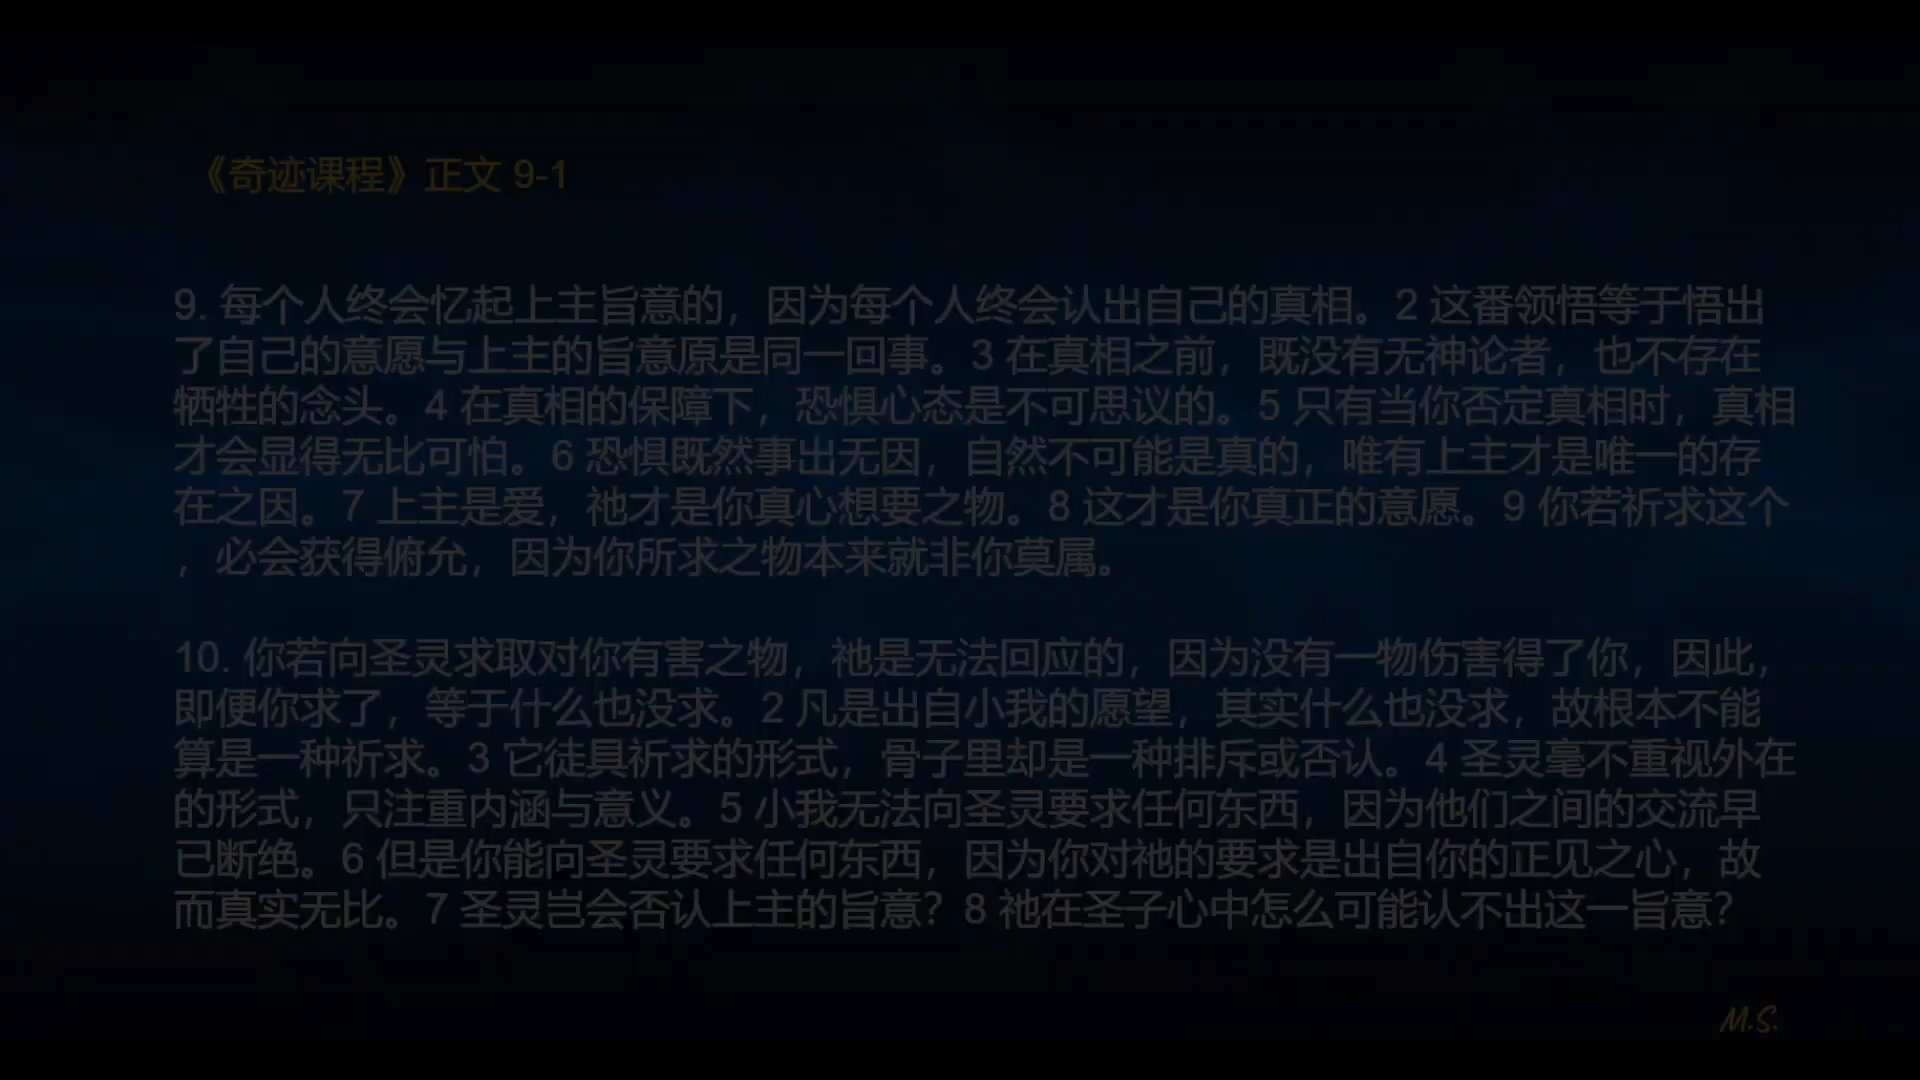 《奇迹课程》正文 9-1
9. 每个人终会忆起上主旨意的，因为每个人终会认出自己的真相。2 这番领悟等于悟出
了自己的意愿与上主的旨意原是同一回事。3 在真相之前，既没有无神论者，也不存在
牺牲的念头。4 在真相的保障下，恐惧心态是不可思议的。5 只有当你否定真相时，真相
才会显得无比可怕。6 恐惧既然事出无因，自然不可能是真的，唯有上主才是唯一的存
在之因。7 上主是爱，祂才是你真心想要之物。8 这才是你真正的意愿。9 你若祈求这个
，必会获得俯允，因为你所求之物本来就非你莫属。
10. 你若向圣灵求取对你有害之物，祂是无法回应的，因为没有一物伤害得了你，因此，
即便你求了，等于什么也没求。2 凡是出自小我的愿望，其实什么也没求，故根本不能
算是一种祈求。3 它徒具祈求的形式，骨子里却是一种排斥或否认。4 圣灵毫不重视外在
的形式，只注重内涵与意义。5 小我无法向圣灵要求任何东西，因为他们之间的交流早
已断绝。6 但是你能向圣灵要求任何东西，因为你对祂的要求是出自你的正见之心，故
而真实无比。7 圣灵岂会否认上主的旨意？8 祂在圣子心中怎么可能认不出这一旨意？
M.S.